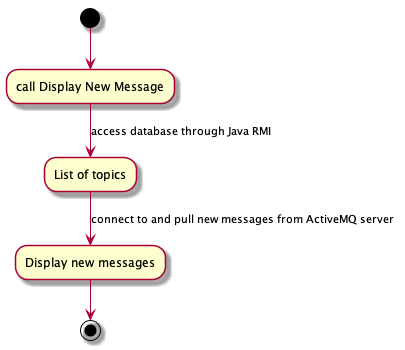 call Display New Message
access database through Java RMI
List of topics
connect to and pull new messages from ActiveMQ server
Display new messages